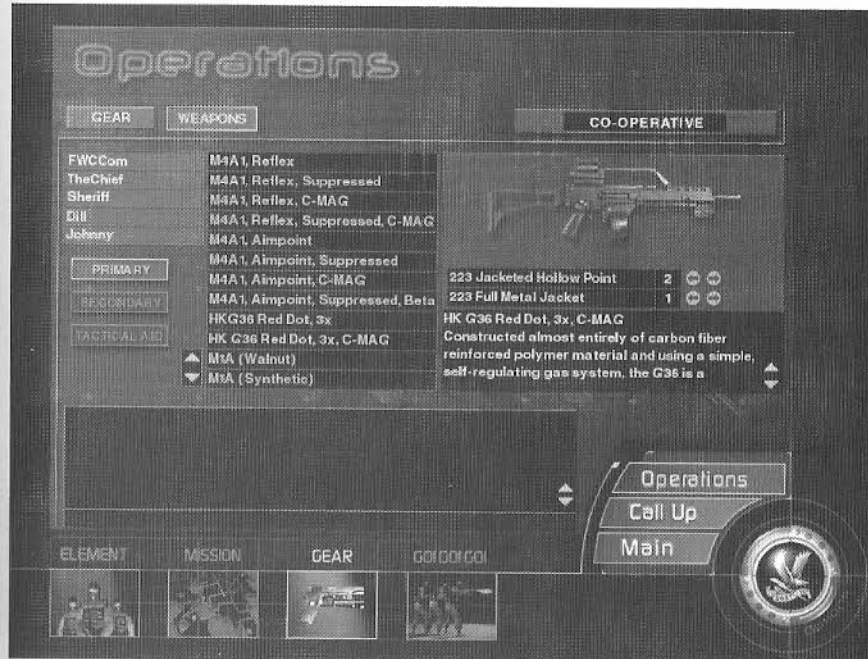 Operations
GEAR WEAPONS CO-OPERATIVE
FWCCom
TheChief
Sheriff
Dill
Johnny
PRIMARY
SECONDARY
TACTICAL AID
M4A1, Reflex
M4A1, Reflex, Suppressed
M4A1, Reflex, C-MAG
M4A1, Reflex, Suppressed, C-MAG
M4A1, Aimpoint
M4A1, Aimpoint, Suppressed
M4A1, Aimpoint, C-MAG
M4A1, Aimpoint, Suppressed, Beta
HKG36 Red Dot, 3x
HK G36 Red Dot, 3x, C-MAG
M1A (Walnut)
M1A (Synthetic)
223 Jacketed Hollow Point 2
223 Full Metal Jacket 1
HK G36 Red Dot, 3x, C-MAG
Constructed almost entirely of carbon fiber
reinforced polymer material and using a simple,
self-regulating gas system, the G36 is a
Operations
Call Up
Main
ELEMENT MISSION GEAR GO!GO!GO!